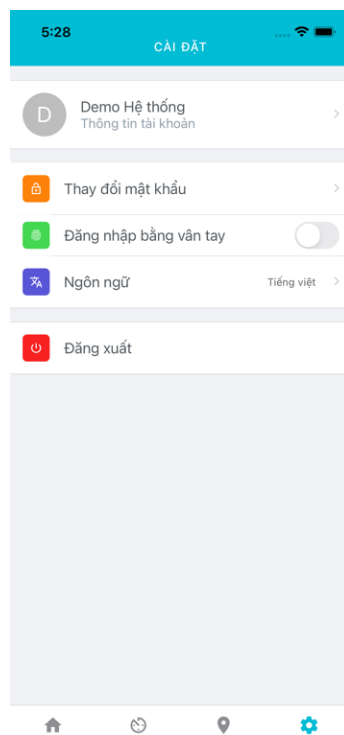 5:28
CÀI ĐẶT
D
Demo Hệ thống
Thông tin tài khoản
Thay đổi mật khẩu
Đăng nhập bằng vân tay
Ngôn ngữ
Tiếng việt
Đăng xuất